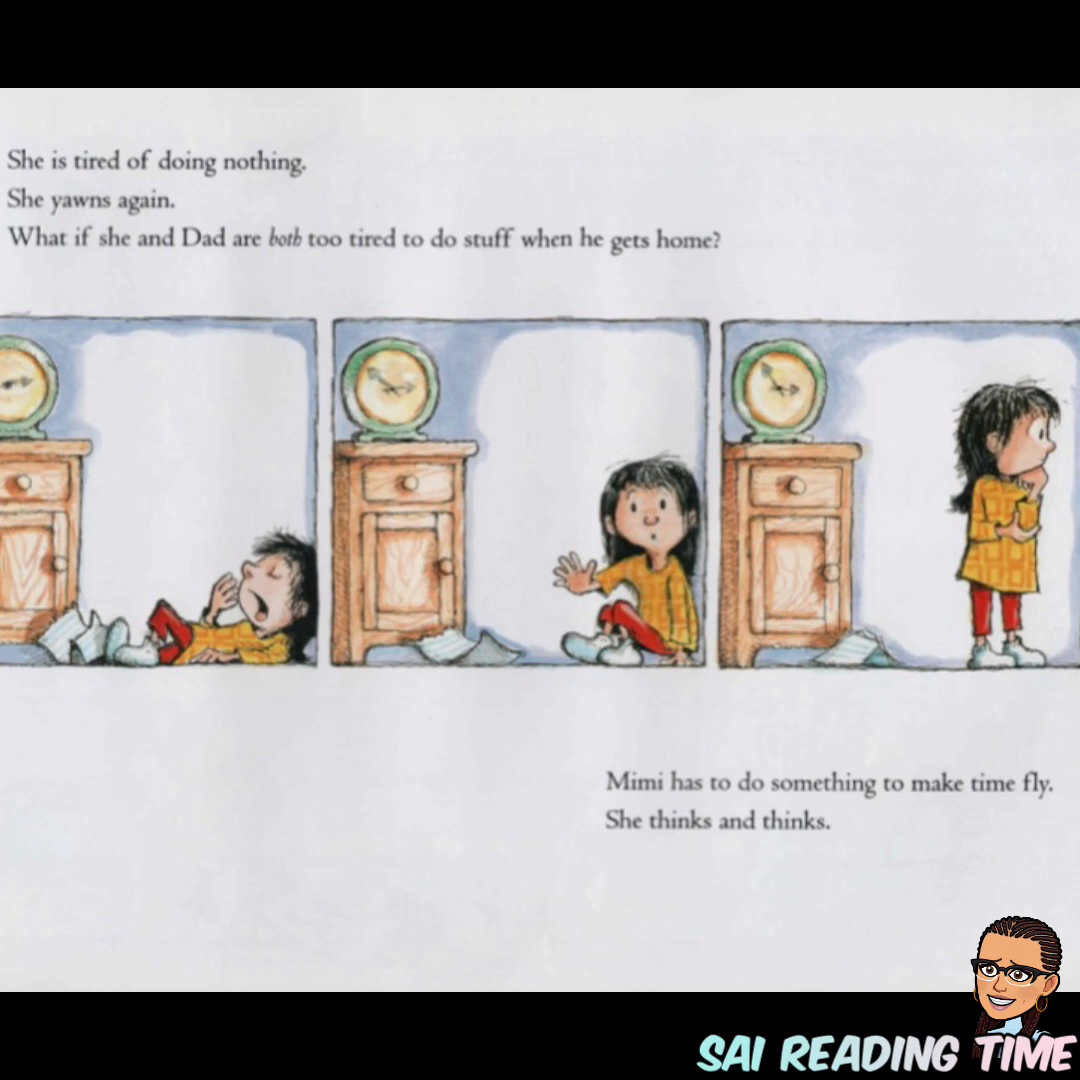 She is tired of doing nothing.
She yawns again.
What if she and Dad are both too tired to do stuff when he gets home?
Mimi has to do something to make time fly.
She thinks and thinks.
SAI READING TIME